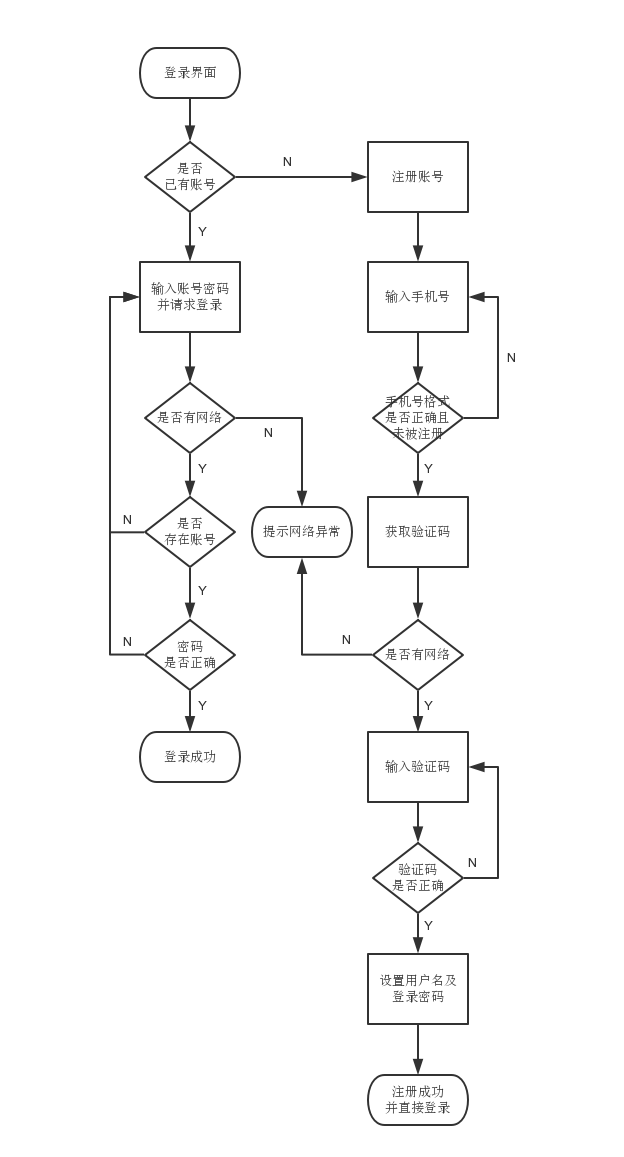 登录界面
是否
已有账号
N
注册账号
Y
输入账号密码
并请求登录
输入手机号
N
是否有网络
手机号格式
是否正确且
未被注册
N
Y
Y
N
是否
存在账号
提示网络异常
获取验证码
Y
N
密码
是否正确
N
是否有网络
Y
Y
登录成功
输入验证码
N
验证码
是否正确
Y
设置用户名及
登录密码
注册成功
并直接登录